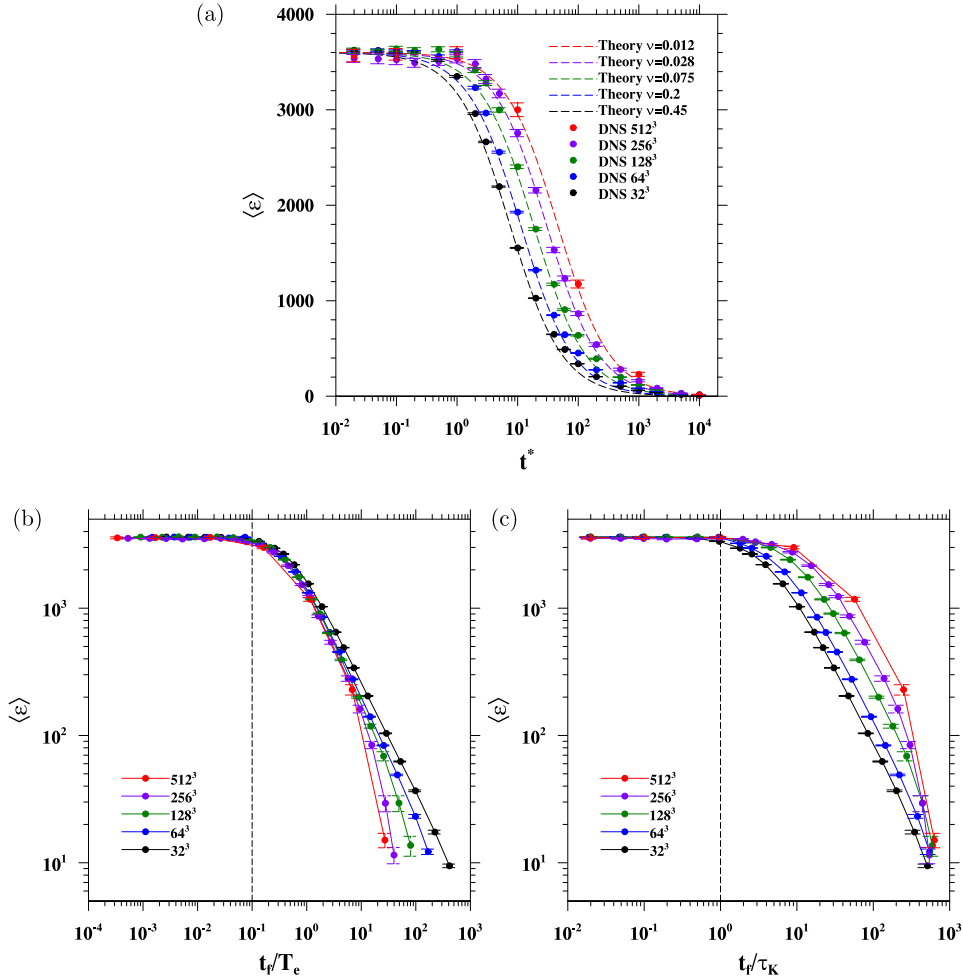 (a)
4000
3000
2000
1000
0
⟨ε⟩
Theory ν=0.012
Theory ν=0.028
Theory ν=0.075
Theory ν=0.2
Theory ν=0.45
DNS 512³
DNS 256³
DNS 128³
DNS 64³
DNS 32³
10⁻² 10⁻¹ 10⁰ 10¹ 10² 10³ 10⁴
t*
(b)
10³
10²
10¹
⟨ε⟩
512³
256³
128³
64³
32³
10⁻⁴ 10⁻³ 10⁻² 10⁻¹ 10⁰ 10¹ 10² 10³
t_f/T_e
(c)
10³
10²
10¹
⟨ε⟩
512³
256³
128³
64³
32³
10⁻² 10⁻¹ 10⁰ 10¹ 10² 10³
t_f/τ_K